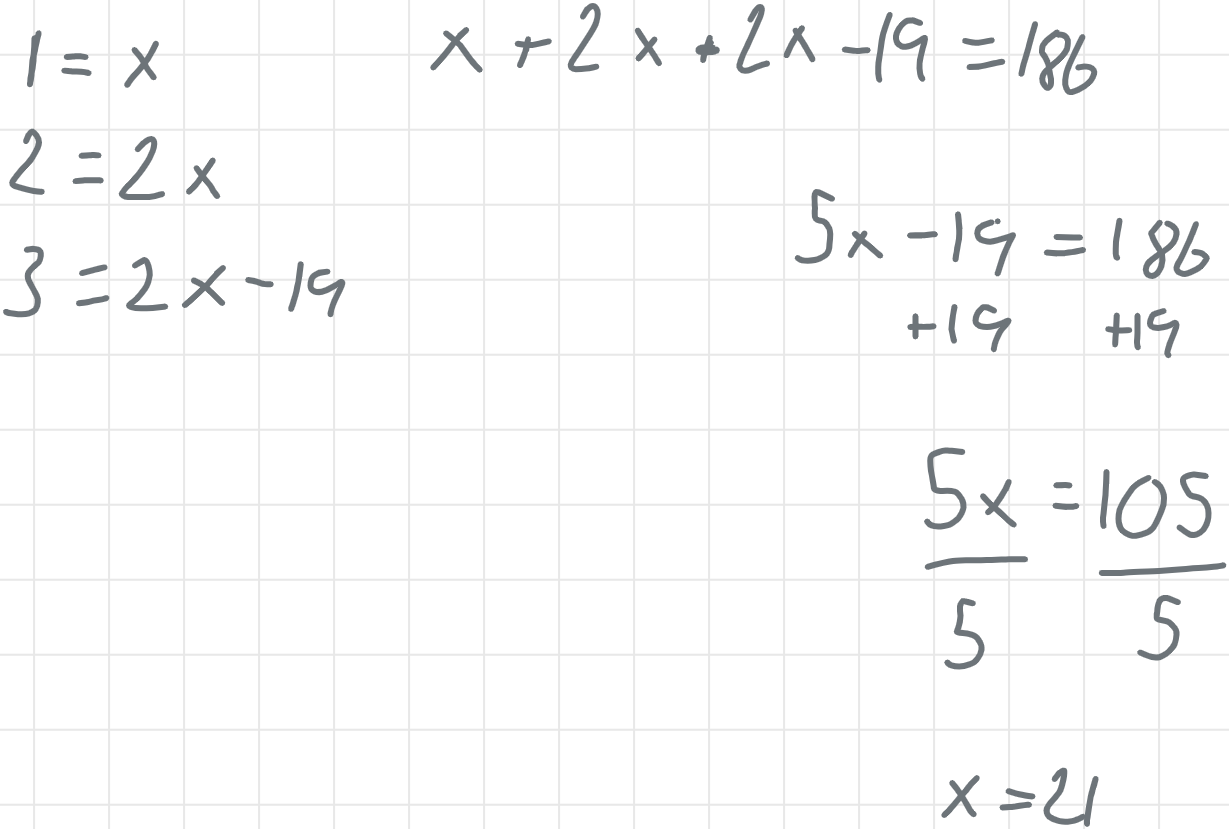 1 = x
2 = 2x
3 = 2x - 19
x + 2x + 2x - 19 = 186
5x - 19 = 186
+19 +19
5x = 105
5 5
x = 21